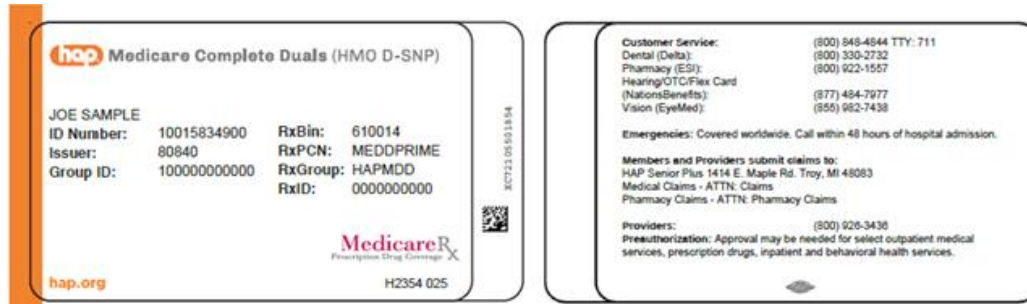 hap Medicare Complete Duals (HMO D-SNP)
JOE SAMPLE
ID Number: 10015834900 RxBin: 610014
Issuer: 80840 RxPCN: MEDDPRIME
Group ID: 100000000000 RxGroup: HAPMDD
RxID: 0000000000
MedicareRx
Prescription Drug Coverage
hap.org H2354 025
Customer Service: (800) 848-4844 TTY: 711
Dental (Delta): (800) 330-2732
Pharmacy (ESI): (800) 922-1557
Hearing/OTC/Flex Card
(NationsBenefits): (877) 484-7977
Vision (EyeMed): (855) 982-7438
Emergencies: Covered worldwide. Call within 48 hours of hospital admission.
Members and Providers submit claims to:
HAP Senior Plus 1414 E. Maple Rd. Troy, MI 48083
Medical Claims - ATTN: Claims
Pharmacy Claims - ATTN: Pharmacy Claims
Providers: (800) 926-3436
Preauthorization: Approval may be needed for select outpatient medical
services, prescription drugs, inpatient and behavioral health services.